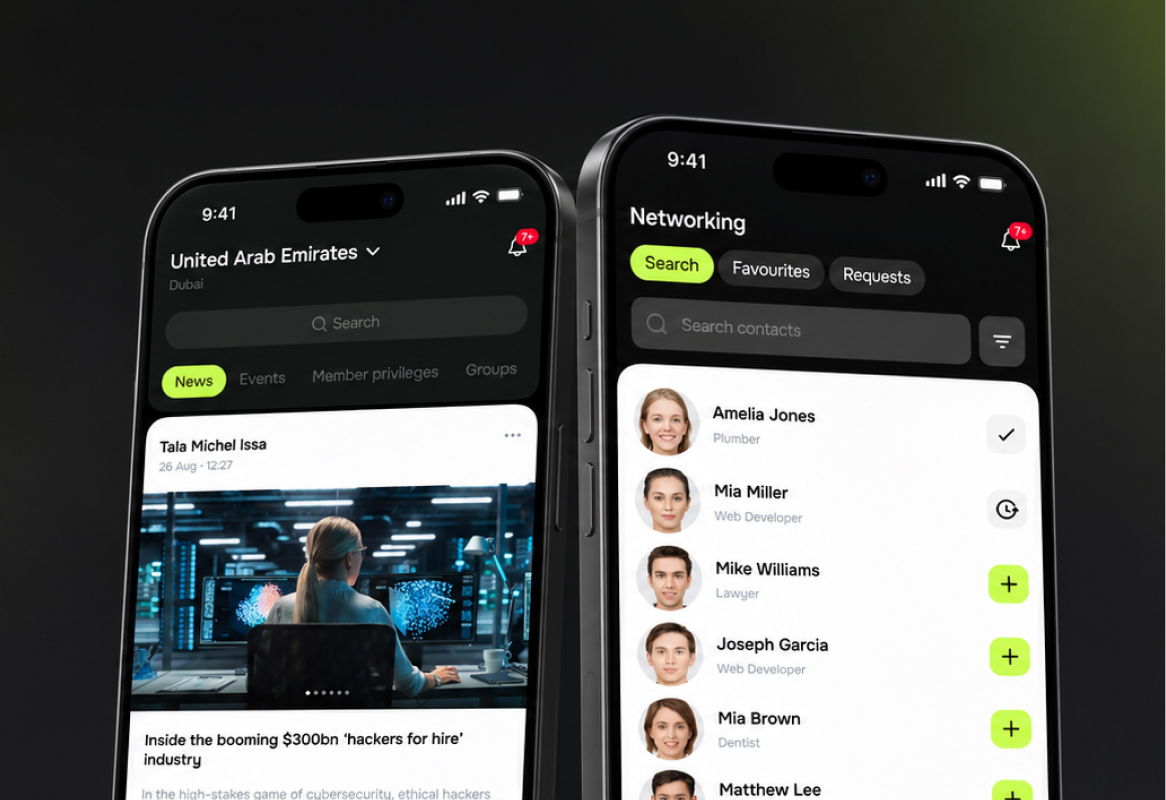 9:41
United Arab Emirates
Dubai
7+
Search
News
Events
Member privileges
Groups
Tala Michel Issa
26 Aug · 12:27
Inside the booming $300bn ‘hackers for hire’
industry
In the high-stakes game of cybersecurity, ethical hackers
9:41
Networking
7+
Search
Favourites
Requests
Search contacts
Amelia Jones
Plumber
Mia Miller
Web Developer
Mike Williams
Lawyer
Joseph Garcia
Web Developer
Mia Brown
Dentist
Matthew Lee